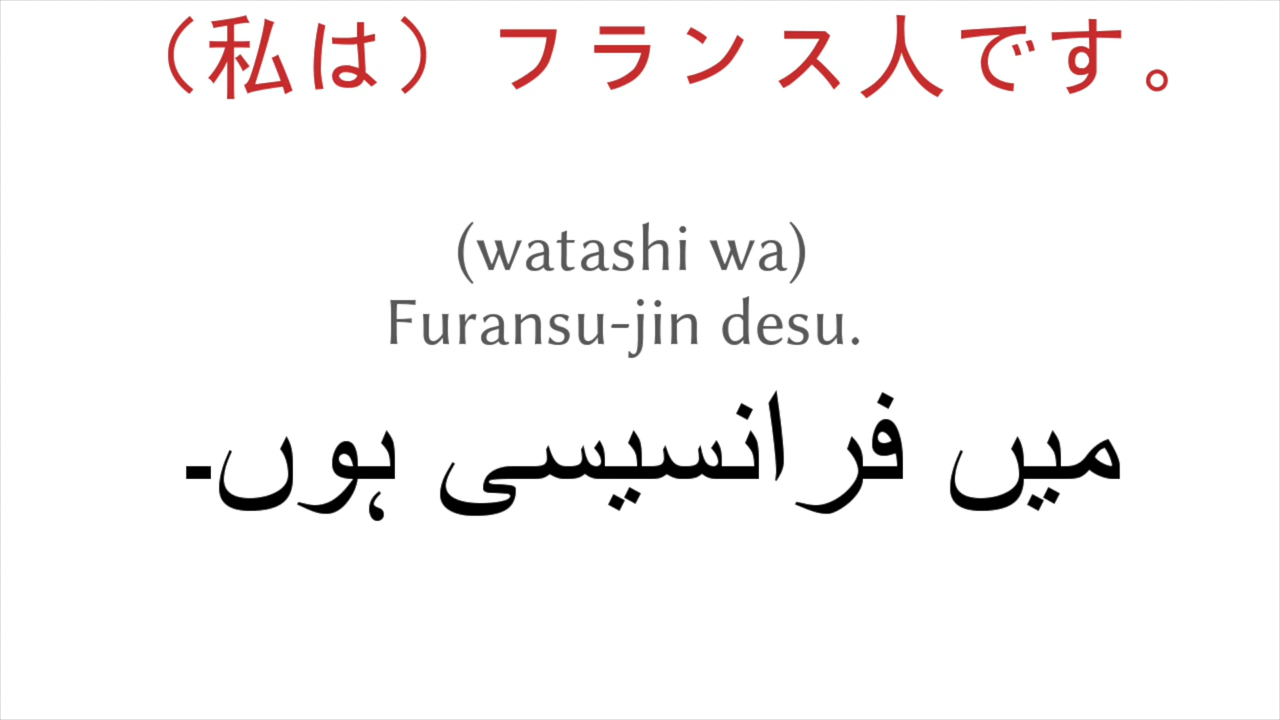 （私は）フランス人です。
(watashi wa)
Furansu-jin desu.
میں فرانسیسی ہوں۔